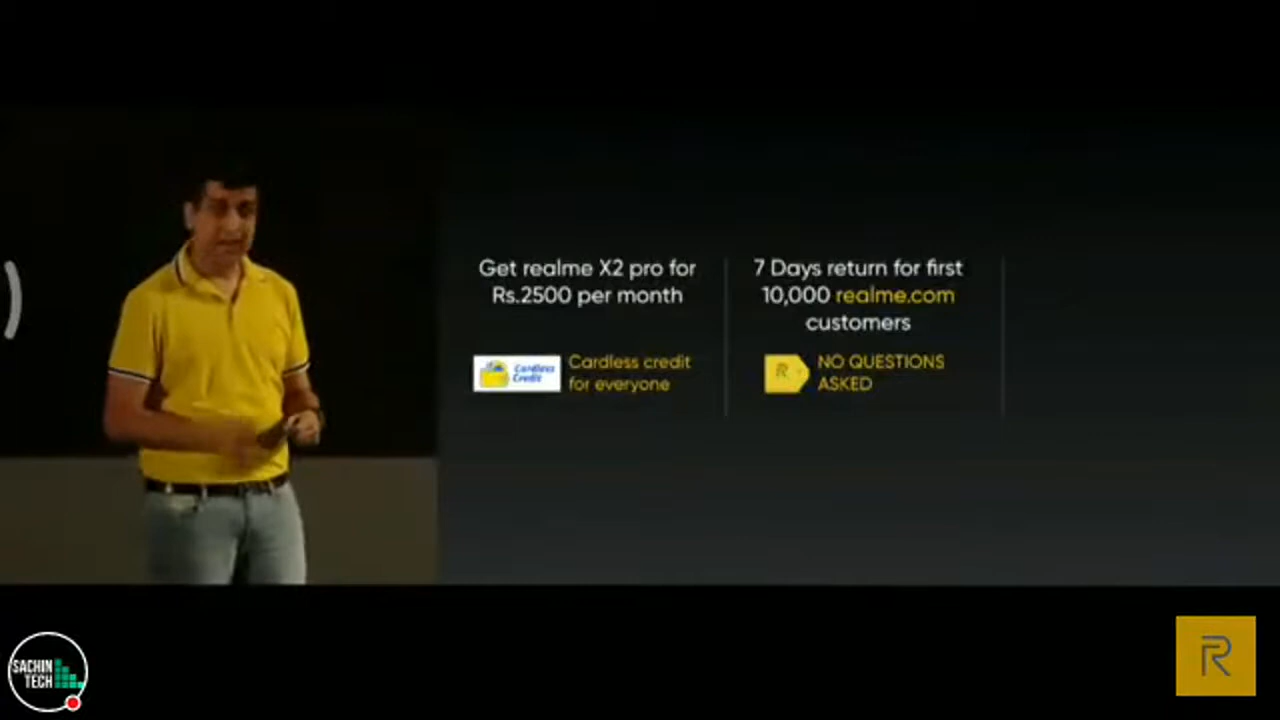 Get realme X2 pro for
Rs.2500 per month
Cardless
Credit
Cardless credit
for everyone
7 Days return for first
10,000 realme.com
customers
R
NO QUESTIONS
ASKED
SACHIN
TECH
R